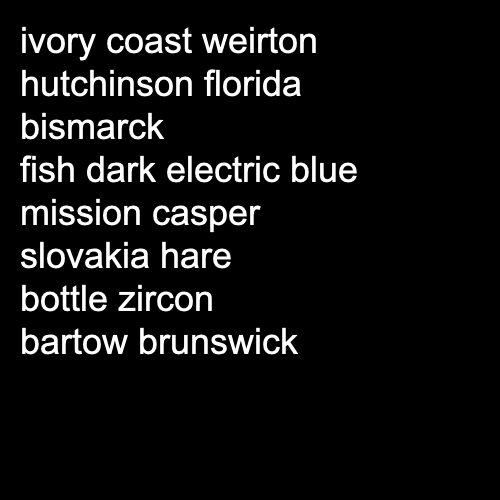 ivory coast weirton
hutchinson florida
bismarck
fish dark electric blue
mission casper
slovakia hare
bottle zircon
bartow brunswick